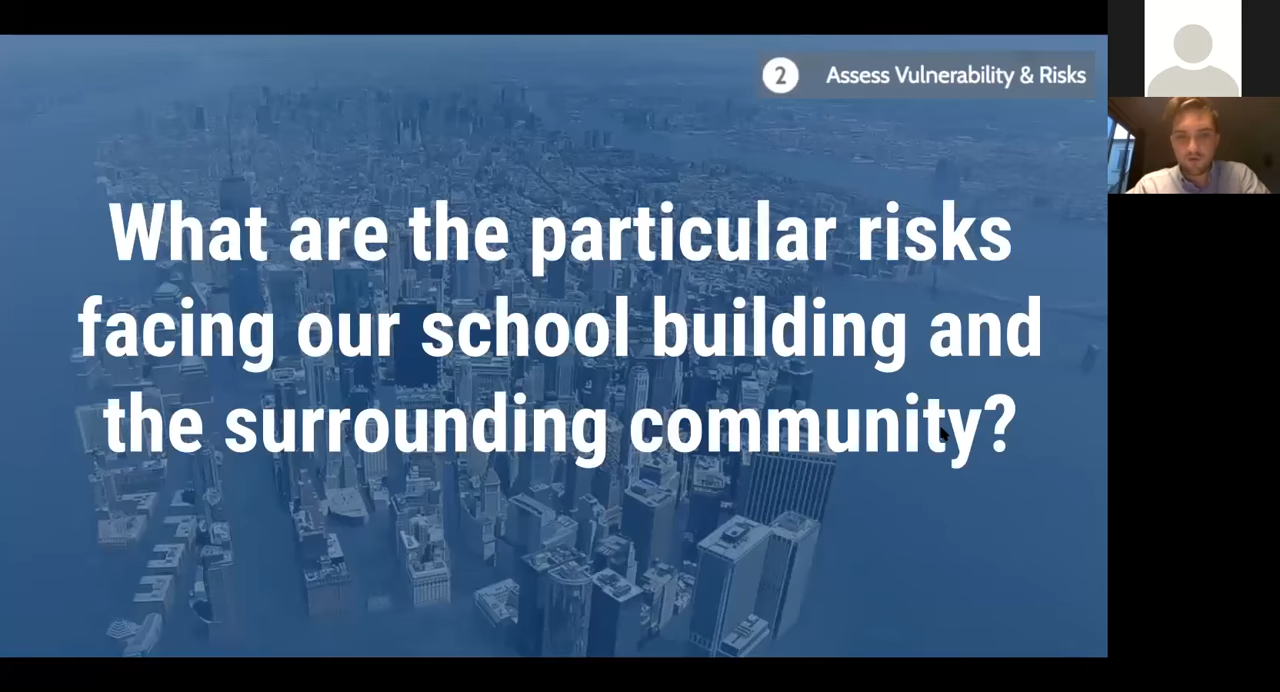 2 Assess Vulnerability & Risks
What are the particular risks
facing our school building and
the surrounding community?